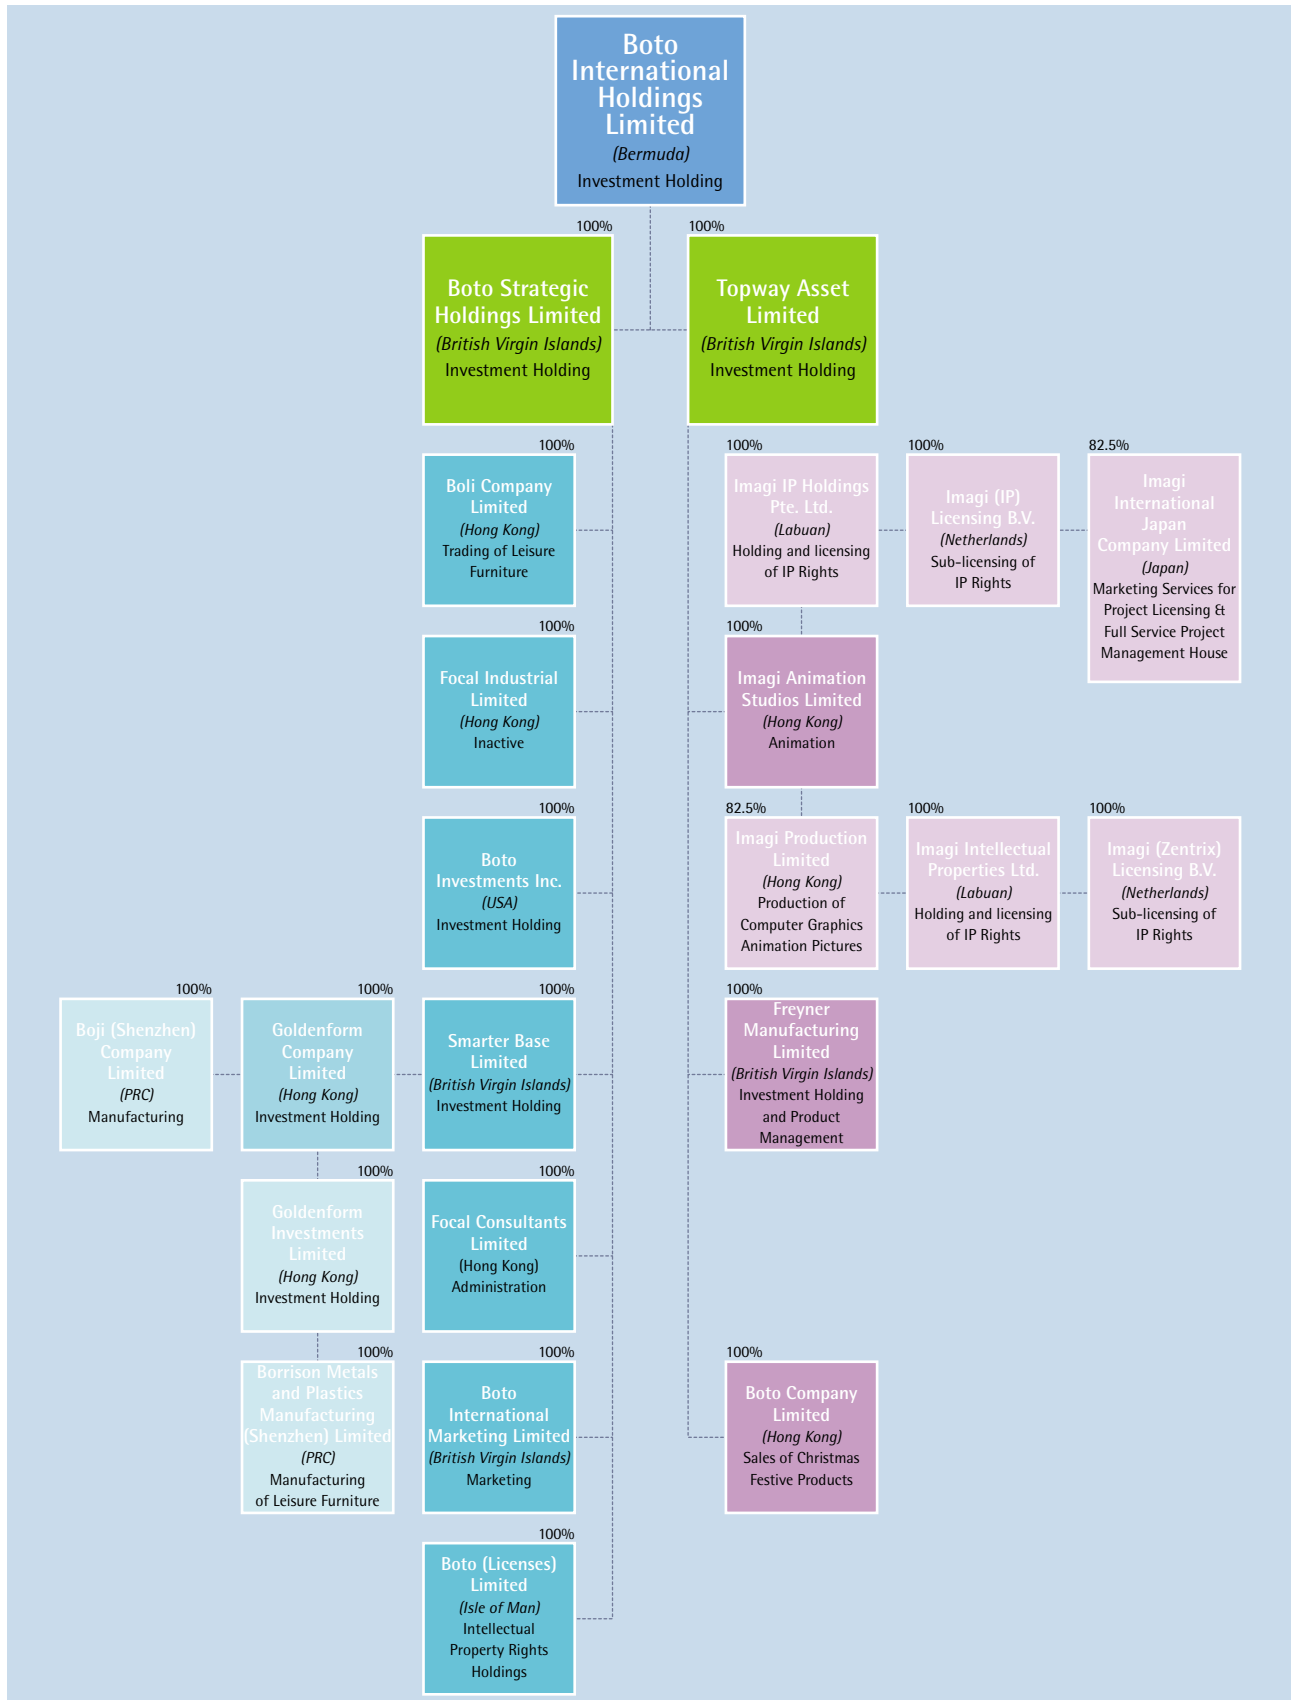 Boto
International
Holdings
Limited
(Bermuda)
Investment Holding
100%
Boto Strategic
Holdings Limited
(British Virgin Islands)
Investment Holding
100%
Topway Asset
Limited
(British Virgin Islands)
Investment Holding
100%
Boli Company
Limited
(Hong Kong)
Trading of Leisure
Furniture
100%
Imagi IP Holdings
Pte. Ltd.
(Labuan)
Holding and licensing
of IP Rights
100%
Imagi (IP)
Licensing B.V.
(Netherlands)
Sub-licensing of
IP Rights
82.5%
Imagi
International
Japan
Company Limited
(Japan)
Marketing Services for
Project Licensing &
Full Service Project
Management House
100%
Focal Industrial
Limited
(Hong Kong)
Inactive
100%
Imagi Animation
Studios Limited
(Hong Kong)
Animation
100%
Boto
Investments Inc.
(USA)
Investment Holding
82.5%
Imagi Production
Limited
(Hong Kong)
Production of
Computer Graphics
Animation Pictures
100%
Imagi Intellectual
Properties Ltd.
(Labuan)
Holding and licensing
of IP Rights
100%
Imagi (Zentrix)
Licensing B.V.
(Netherlands)
Sub-licensing of
IP Rights
100%
Boji (Shenzhen)
Company
Limited
(PRC)
Manufacturing
100%
Goldenform
Company
Limited
(Hong Kong)
Investment Holding
100%
Smarter Base
Limited
(British Virgin Islands)
Investment Holding
100%
Freyner
Manufacturing
Limited
(British Virgin Islands)
Investment Holding
and Product
Management
100%
Goldenform
Investments
Limited
(Hong Kong)
Investment Holding
100%
Focal Consultants
Limited
(Hong Kong)
Administration
100%
Borrison Metals
and Plastics
Manufacturing
(Shenzhen) Limited
(PRC)
Manufacturing
of Leisure Furniture
100%
Boto
International
Marketing Limited
(British Virgin Islands)
Marketing
100%
Boto Company
Limited
(Hong Kong)
Sales of Christmas
Festive Products
100%
Boto (Licenses)
Limited
(Isle of Man)
Intellectual
Property Rights
Holdings